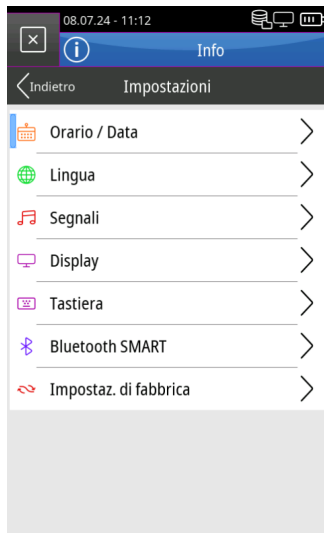 08.07.24 - 11:12
Info
Indietro Impostazioni
Orario / Data
Lingua
Segnali
Display
Tastiera
Bluetooth SMART
Impostaz. di fabbrica